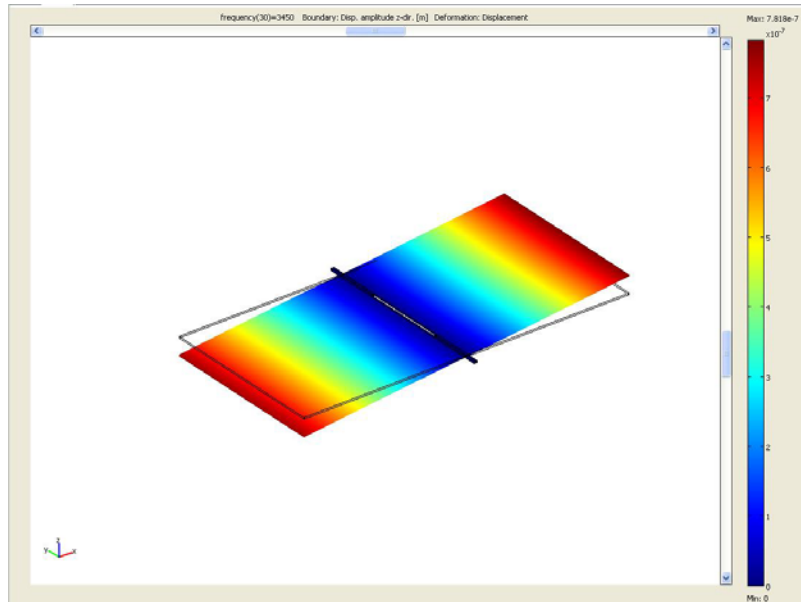 frequency(30)=3450 Boundary: Disp. amplitude z-dir. [m] Deformation: Displacement
Max: 7.818e-7
×10⁻⁷
7
6
5
4
3
2
1
0
Min: 0
z
y
x